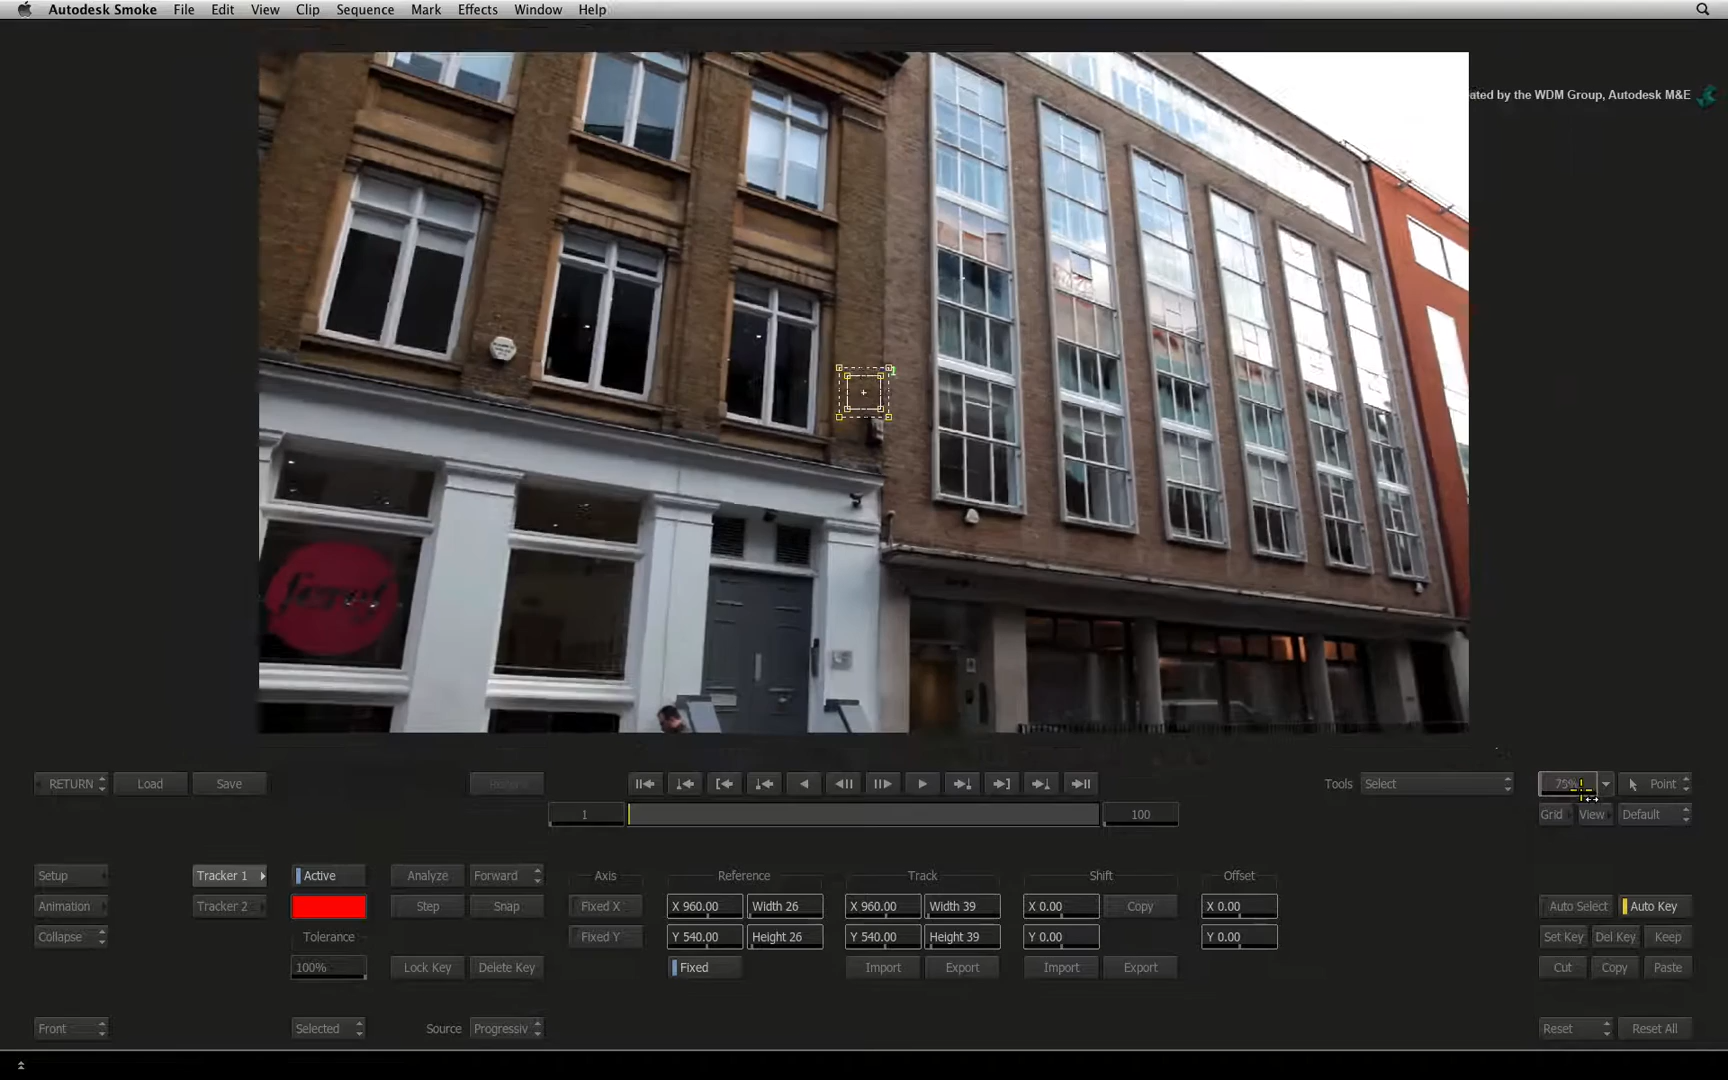 Autodesk Smoke File Edit View Clip Sequence Mark Effects Window Help
ated by the WDM Group, Autodesk M&E
1
RETURN Load Save Tools Select 75% Point
1 100 Grid View Default
Setup Tracker 1 Active Analyze Forward Axis Reference Track Shift Offset
Animation Tracker 2 Step Snap Fixed X X 960.00 Width 26 X 960.00 Width 39 X 0.00 Copy X 0.00 Auto Select Auto Key
Collapse Tolerance Fixed Y Y 540.00 Height 26 Y 540.00 Height 39 Y 0.00 Y 0.00 Set Key Del Key Keep
100% Lock Key Delete Key Fixed Import Export Import Export Cut Copy Paste
Front Selected Source Progressiv Reset Reset All